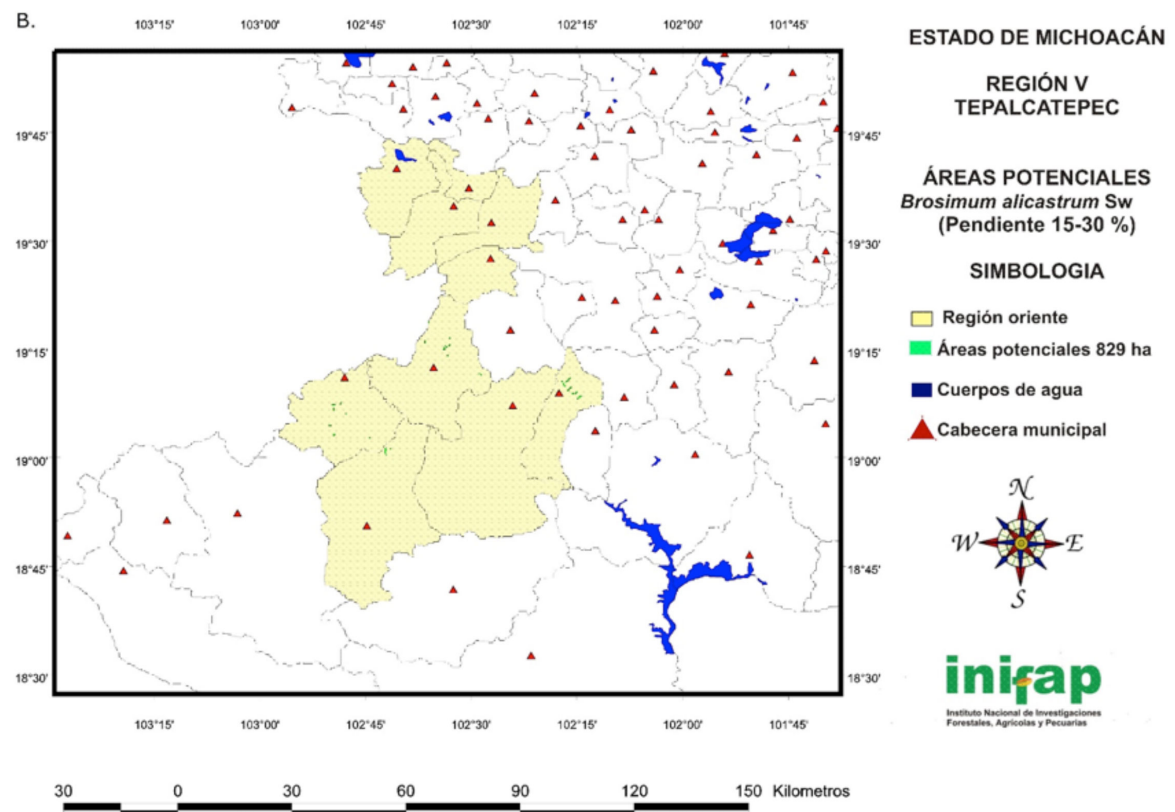 B.
103°15' 103°00' 102°45' 102°30' 102°15' 102°00' 101°45'
ESTADO DE MICHOACÁN
REGIÓN V
TEPALCATEPEC
ÁREAS POTENCIALES
Brosimum alicastrum Sw
(Pendiente 15-30 %)
SIMBOLOGIA
Región oriente
Áreas potenciales 829 ha
Cuerpos de agua
Cabecera municipal
N
W E
S
inifap
Instituto Nacional de Investigaciones
Forestales, Agrícolas y Pecuarias
19°45' 19°45'
19°30' 19°30'
19°15' 19°15'
19°00' 19°00'
18°45' 18°45'
18°30' 18°30'
103°15' 103°00' 102°45' 102°30' 102°15' 102°00' 101°45'
30 0 30 60 90 120 150 Kilometros